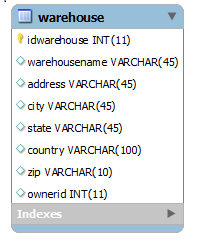 warehouse
idwarehouse INT(11)
warehousename VARCHAR(45)
address VARCHAR(45)
city VARCHAR(45)
state VARCHAR(45)
country VARCHAR(100)
zip VARCHAR(10)
ownerid INT(11)
Indexes